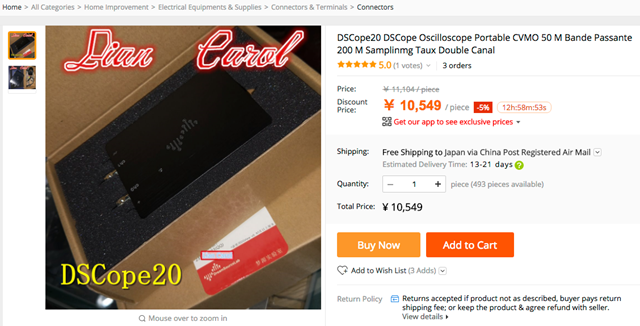 Home > All Categories > Home Improvement > Electrical Equipments & Supplies > Connectors & Terminals > Connectors
Dian Carol
DSCope20
Mouse over to zoom in
DSCope20 DSCope Oscilloscope Portable CVMO 50 M Bande Passante
200 M Samplinmg Taux Double Canal
5.0 (1 votes) 3 orders
Price: ¥ 11,104 / piece
Discount
Price: ¥ 10,549 / piece -5% 12h:58m:53s
Get our app to see exclusive prices
Shipping: Free Shipping to Japan via China Post Registered Air Mail
Estimated Delivery Time: 13-21 days ?
Quantity: – 1 + piece (493 pieces available)
Total Price: ¥ 10,549
Buy Now Add to Cart
Add to Wish List (3 Adds)
Return Policy Returns accepted if product not as described, buyer pays return
shipping fee; or keep the product & agree refund with seller.
View details